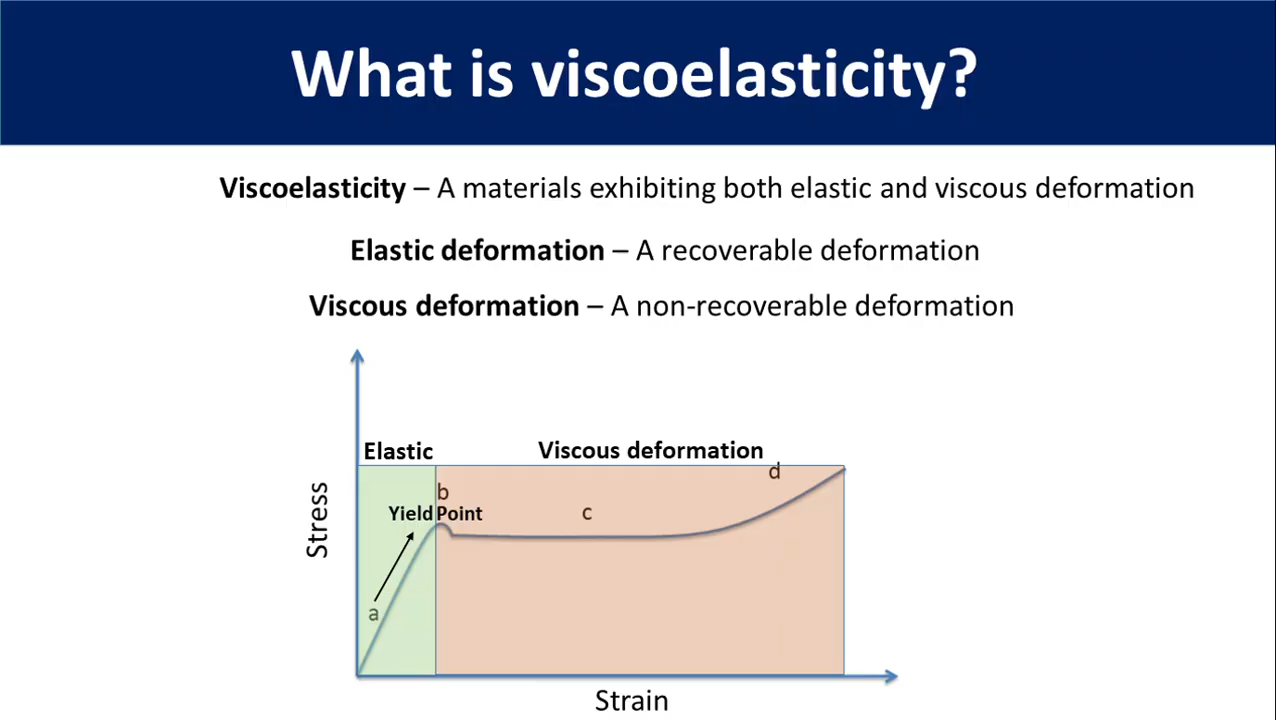 What is viscoelasticity?
Viscoelasticity – A materials exhibiting both elastic and viscous deformation
Elastic deformation – A recoverable deformation
Viscous deformation – A non-recoverable deformation
Elastic
Viscous deformation
d
b
Yield Point
c
a
Stress
Strain